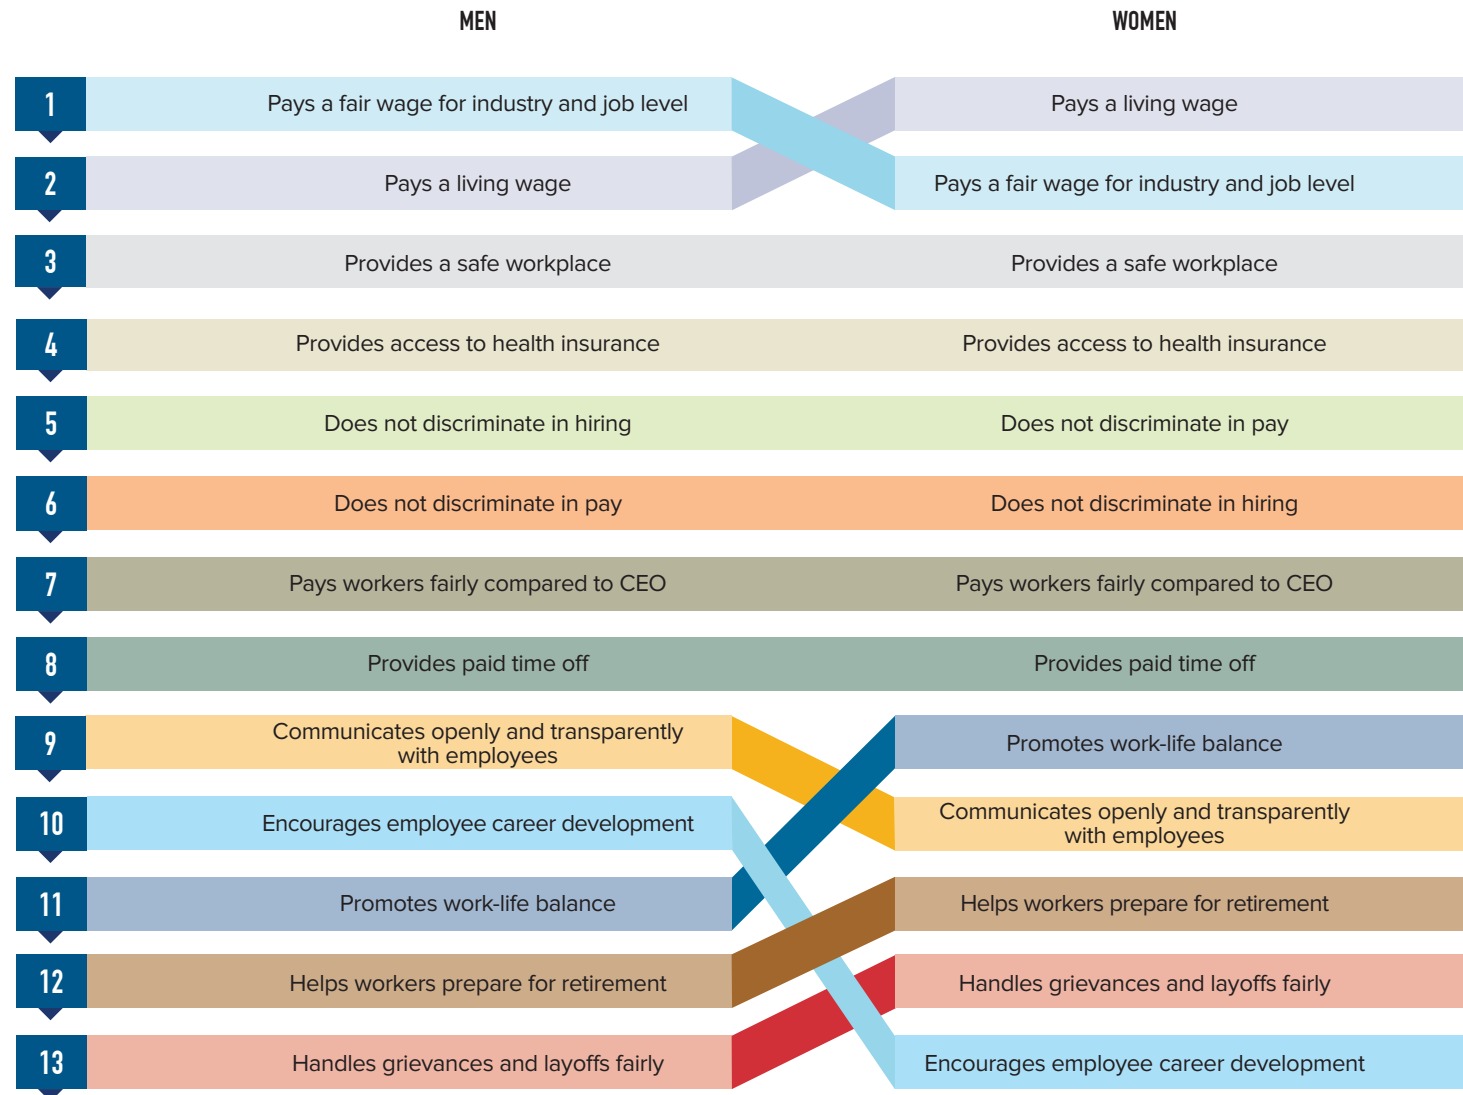 MEN WOMEN
1 Pays a fair wage for industry and job level Pays a living wage
2 Pays a living wage Pays a fair wage for industry and job level
3 Provides a safe workplace Provides a safe workplace
4 Provides access to health insurance Provides access to health insurance
5 Does not discriminate in hiring Does not discriminate in pay
6 Does not discriminate in pay Does not discriminate in hiring
7 Pays workers fairly compared to CEO Pays workers fairly compared to CEO
8 Provides paid time off Provides paid time off
9 Communicates openly and transparently
with employees
Promotes work-life balance
10 Encourages employee career development
Communicates openly and transparently
with employees
11 Promotes work-life balance Helps workers prepare for retirement
12 Helps workers prepare for retirement Handles grievances and layoffs fairly
13 Handles grievances and layoffs fairly Encourages employee career development